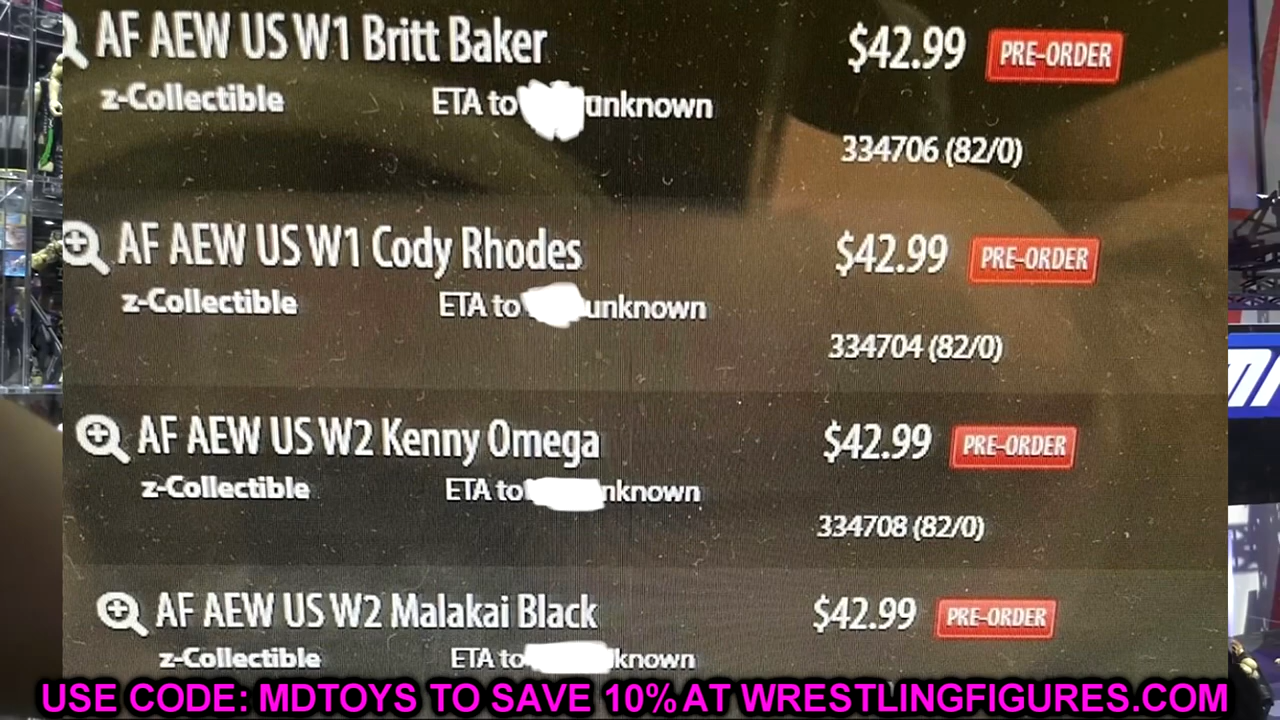 AF AEW US W1 Britt Baker $42.99 PRE-ORDER
z-Collectible ETA to unknown
334706 (82/0)
AF AEW US W1 Cody Rhodes $42.99 PRE-ORDER
z-Collectible ETA to unknown
334704 (82/0)
AF AEW US W2 Kenny Omega $42.99 PRE-ORDER
z-Collectible ETA to
334708 (82/0)
AF AEW US W2 Malakai Black $42.99 PRE-ORDER
z-Collectible ETA to
USE CODE: MDTOYS TO SAVE 10% AT WRESTLINGFIGURES.COM